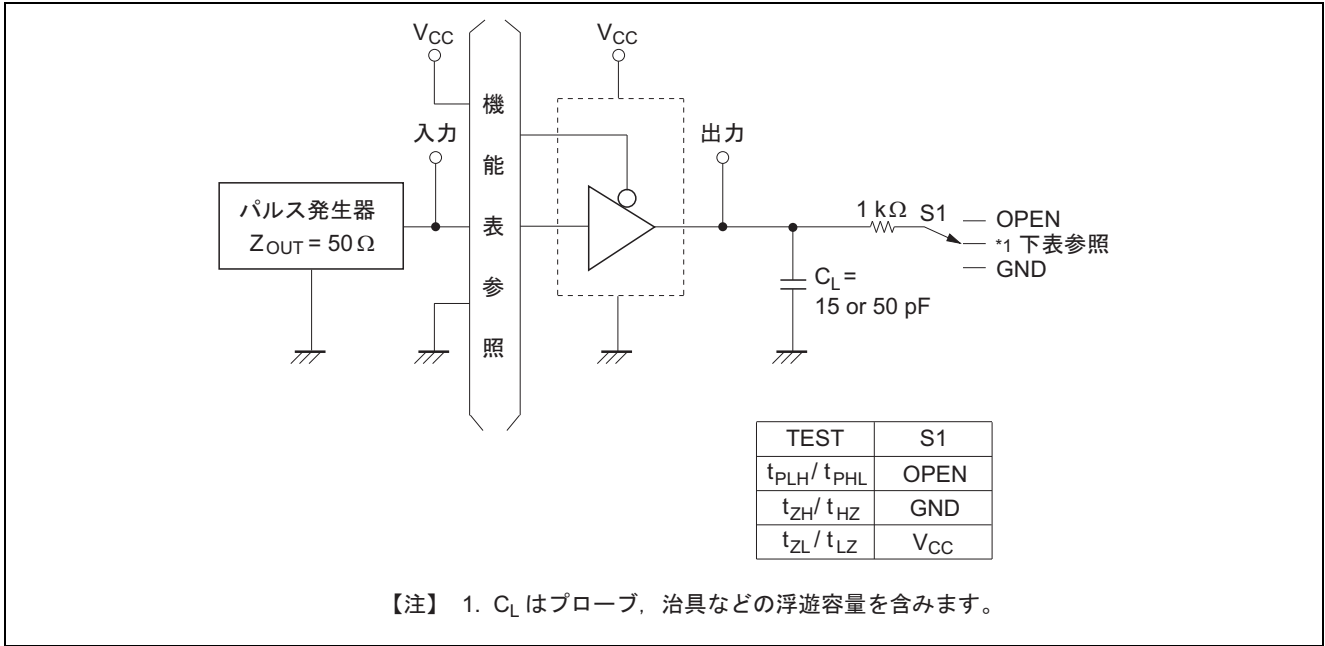 VCC
VCC
機能表参照
入力
出力
パルス発生器
ZOUT = 50 Ω
1 kΩ
S1
OPEN
*1 下表参照
GND
CL =
15 or 50 pF
TEST S1
tPLH / tPHL OPEN
tZH / tHZ GND
tZL / tLZ VCC
【注】 1. CL はプローブ, 治具などの浮遊容量を含みます。